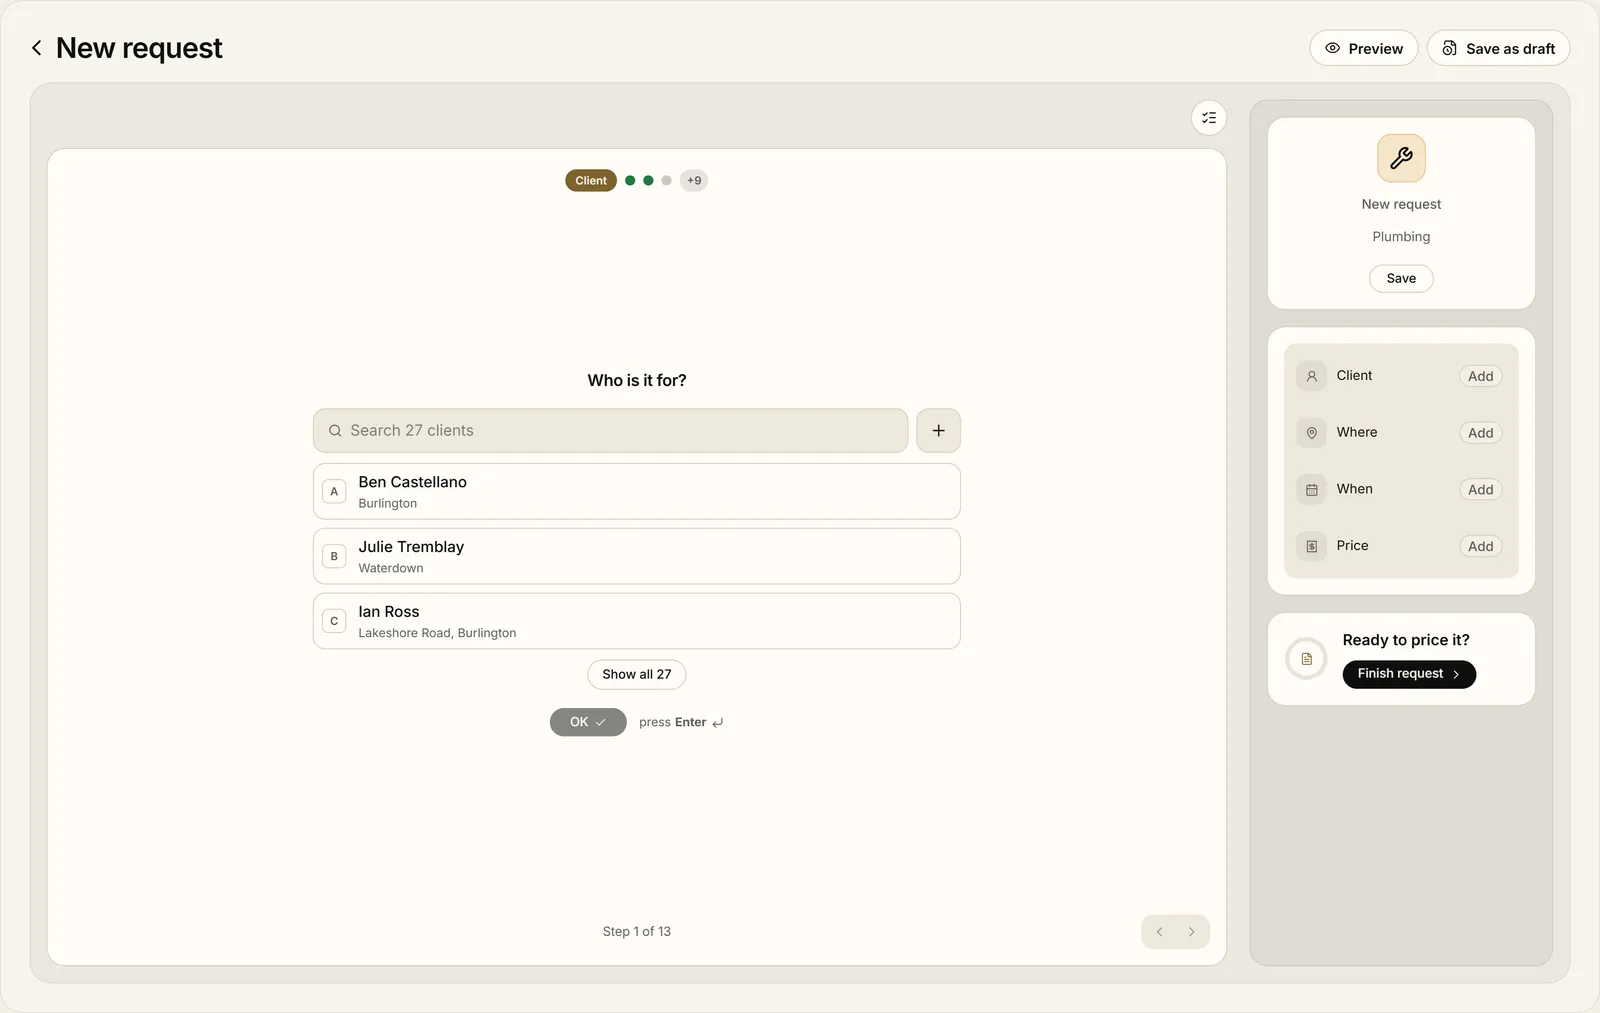 New request
Preview
Save as draft
Client
+9
Who is it for?
Search 27 clients
A
Ben Castellano
Burlington
B
Julie Tremblay
Waterdown
C
Ian Ross
Lakeshore Road, Burlington
Show all 27
OK
press Enter
Step 1 of 13
New request
Plumbing
Save
Client
Add
Where
Add
When
Add
Price
Add
Ready to price it?
Finish request